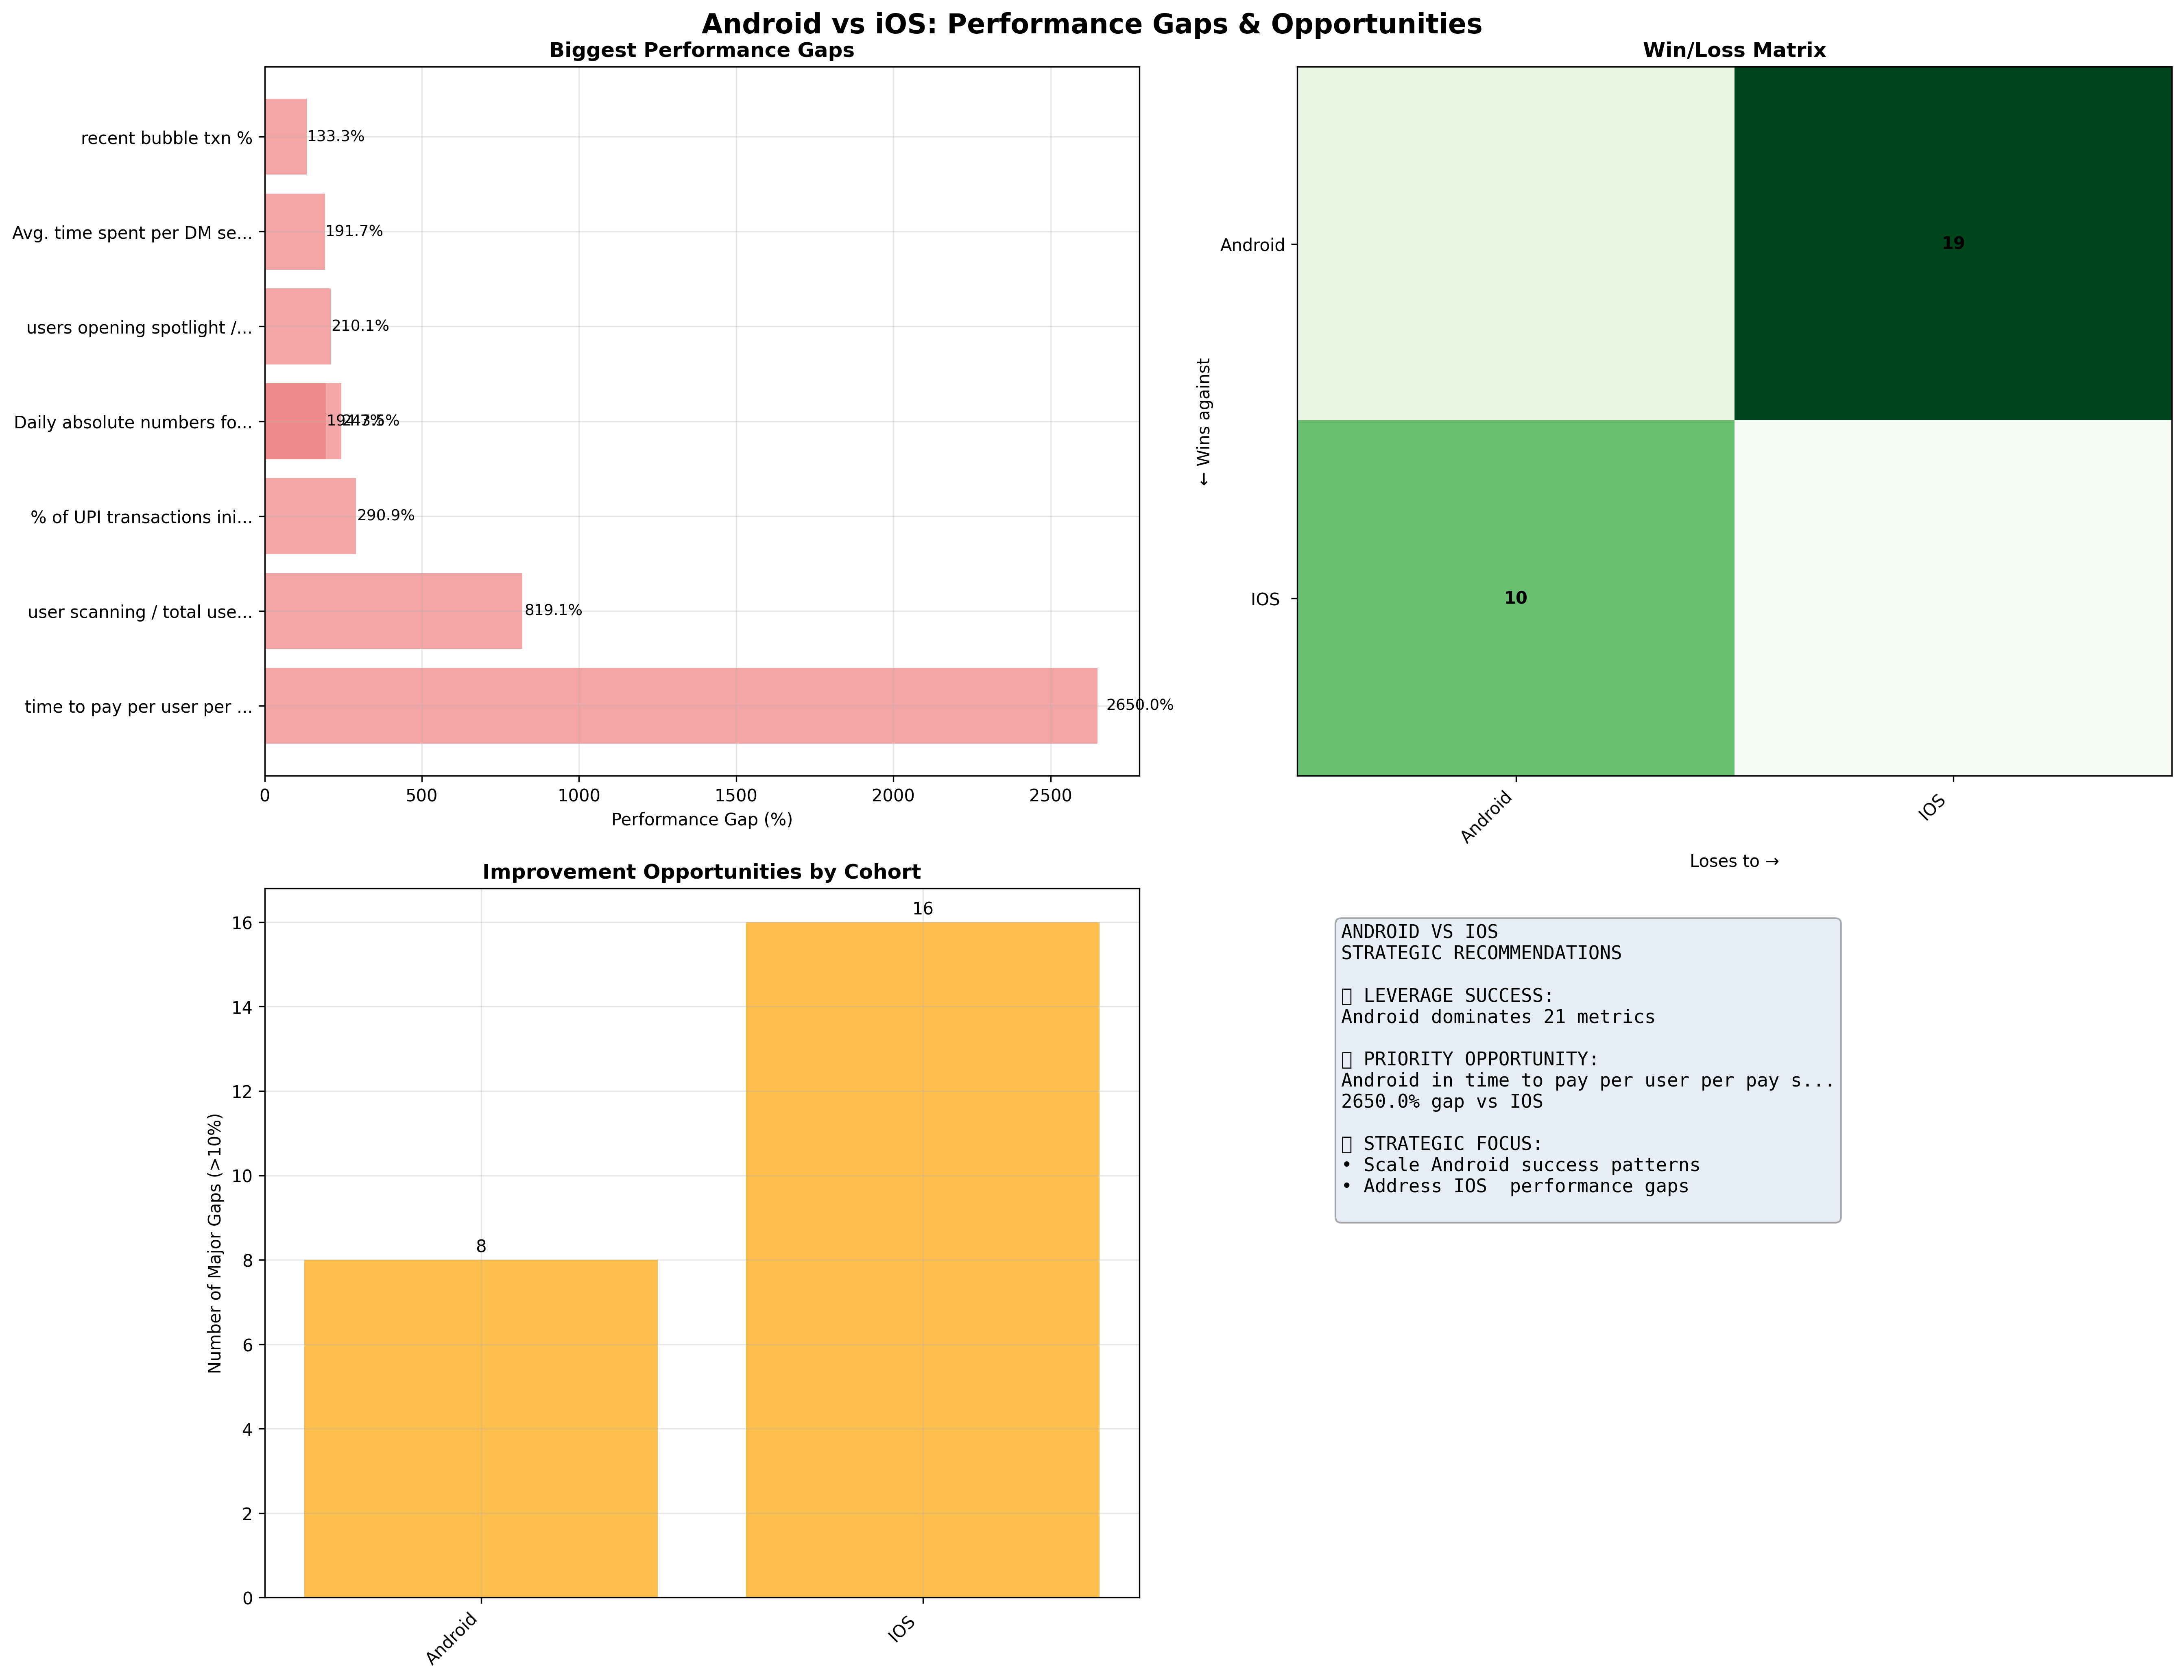 Android vs iOS: Performance Gaps & Opportunities
Biggest Performance Gaps
recent bubble txn %
133.3%
Avg. time spent per DM se...
191.7%
users opening spotlight /...
210.1%
Daily absolute numbers fo...
% of UPI transactions ini...
290.9%
user scanning / total use...
819.1%
time to pay per user per ...
2650.0%
0 500 1000 1500 2000 2500
Performance Gap (%)
Win/Loss Matrix
← Wins against
Android
19
IOS
10
Android IOS
Loses to →
Improvement Opportunities by Cohort
Number of Major Gaps (>10%)
16
14
12
10
8
6
4
2
0
8
16
Android IOS
ANDROID VS IOS
STRATEGIC RECOMMENDATIONS
LEVERAGE SUCCESS:
Android dominates 21 metrics
PRIORITY OPPORTUNITY:
Android in time to pay per user per pay s...
2650.0% gap vs IOS
STRATEGIC FOCUS:
• Scale Android success patterns
• Address IOS  performance gaps